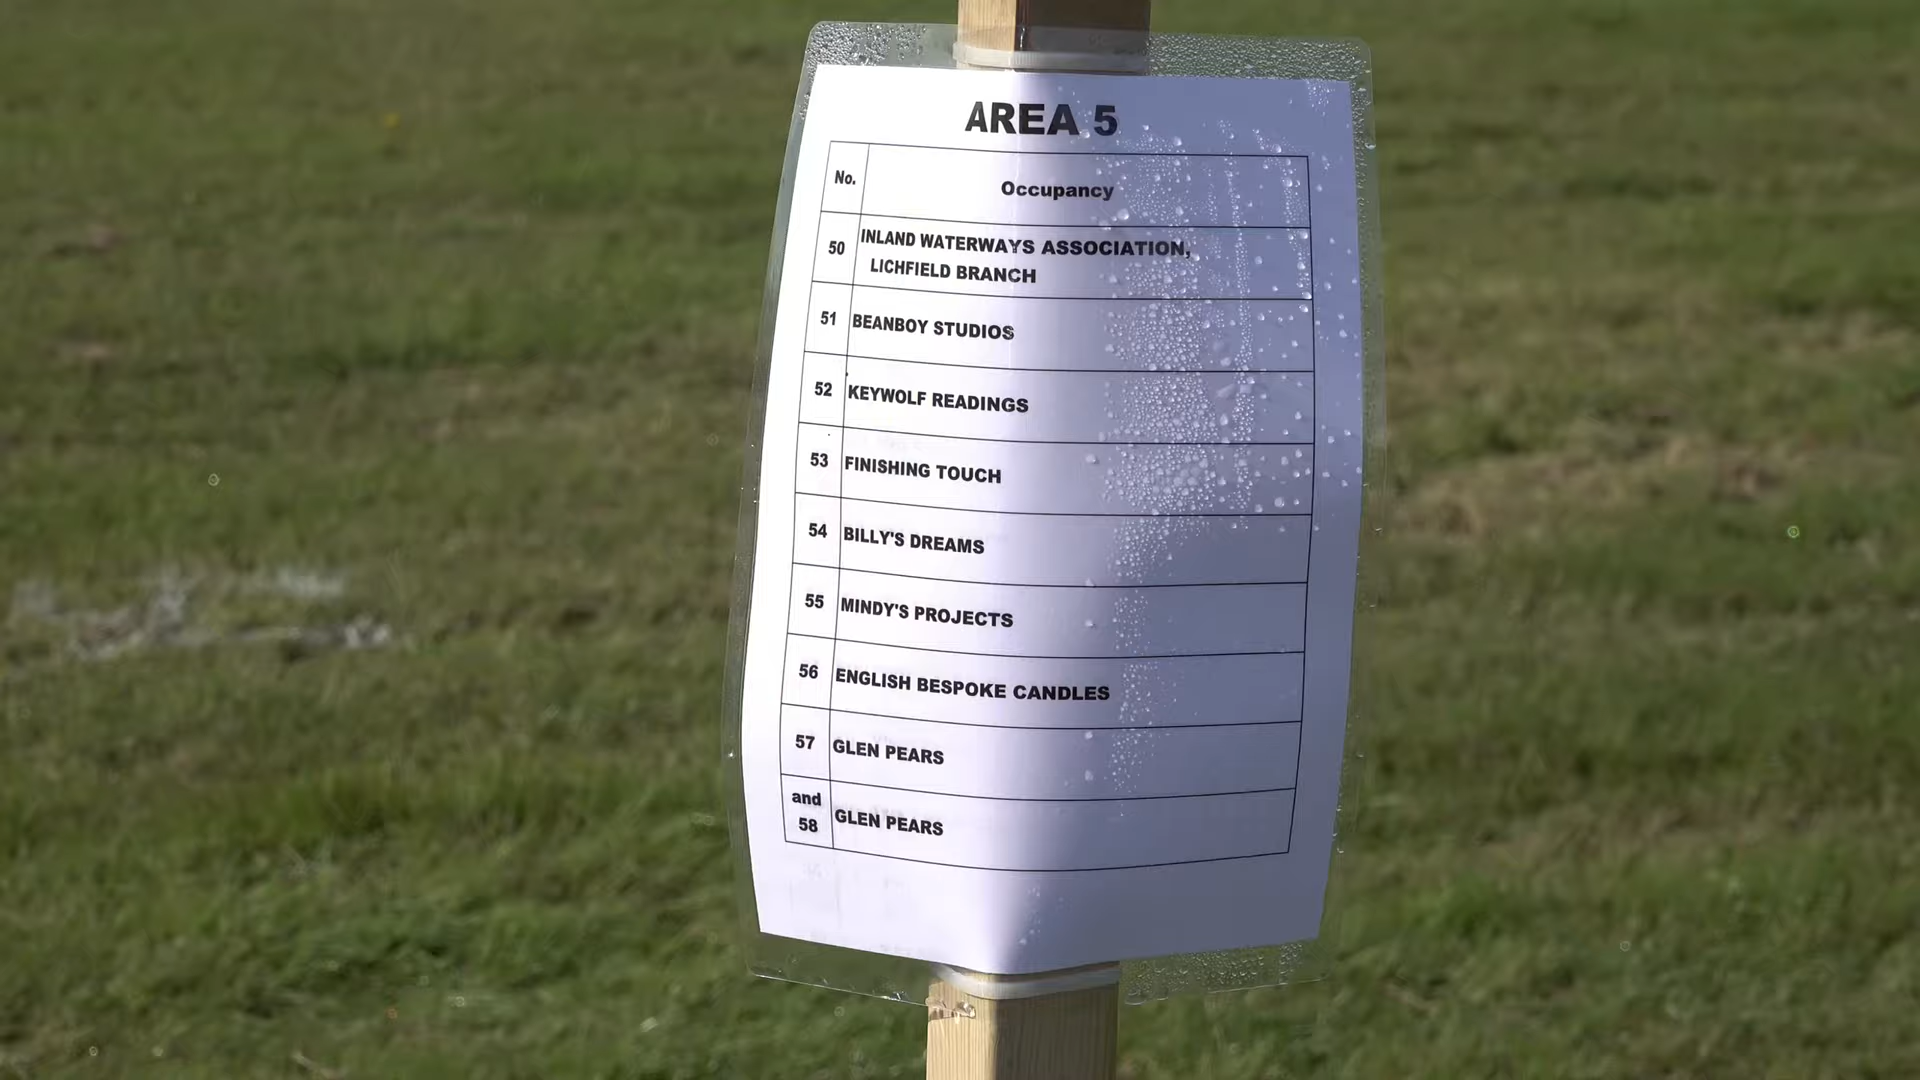 AREA 5
No. Occupancy
50 INLAND WATERWAYS ASSOCIATION,
LICHFIELD BRANCH
51 BEANBOY STUDIOS
52 KEYWOLF READINGS
53 FINISHING TOUCH
54 BILLY'S DREAMS
55 MINDY'S PROJECTS
56 ENGLISH BESPOKE CANDLES
57 GLEN PEARS
and
58 GLEN PEARS